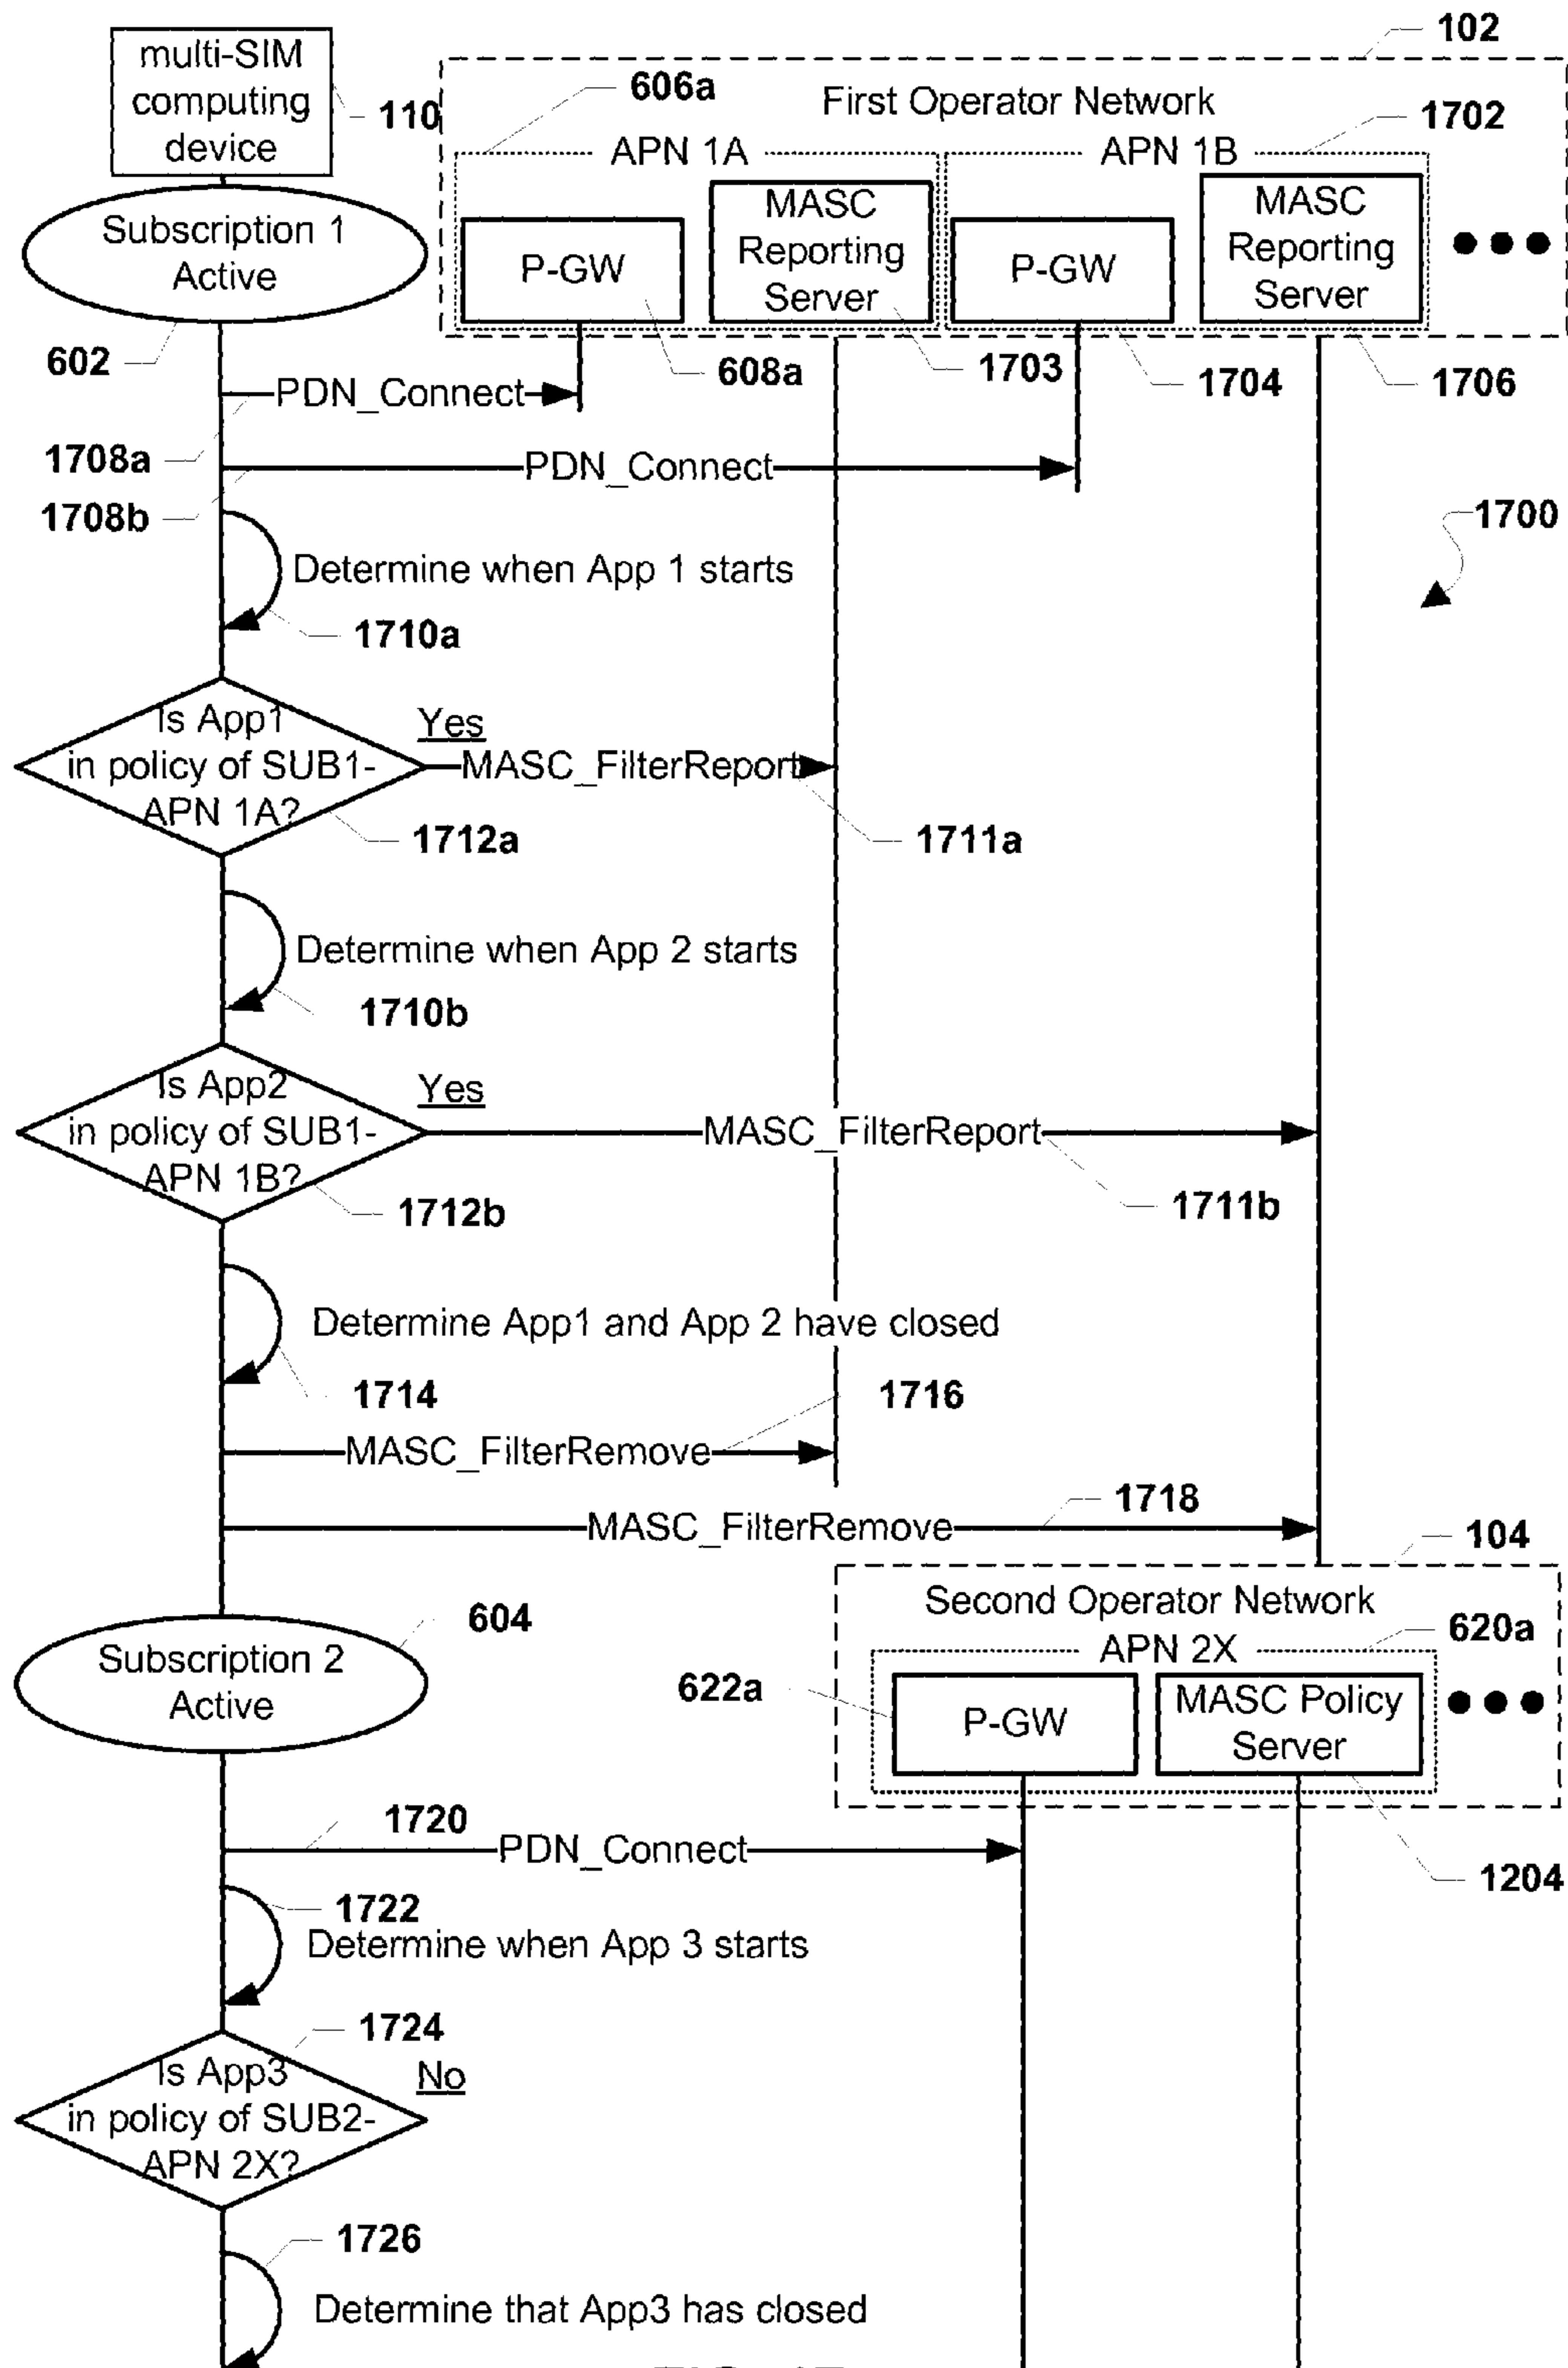 102
multi-SIM
computing
device
110
606a
First Operator Network
1702
APN 1A
APN 1B
Subscription 1
Active
P-GW
MASC
Reporting
Server
P-GW
MASC
Reporting
Server
602
608a
1703
1704
1706
PDN_Connect
1708a
PDN_Connect
1708b
1700
Determine when App 1 starts
1710a
Is App1
in policy of SUB1-
APN 1A?
Yes
MASC_FilterReport
1712a
1711a
Determine when App 2 starts
1710b
Is App2
in policy of SUB1-
APN 1B?
Yes
MASC_FilterReport
1712b
1711b
Determine App1 and App 2 have closed
1714
1716
MASC_FilterRemove
1718
MASC_FilterRemove
104
Second Operator Network
604
620a
APN 2X
Subscription 2
Active
622a
P-GW
MASC Policy
Server
1720
PDN_Connect
1204
1722
Determine when App 3 starts
1724
Is App3
in policy of SUB2-
APN 2X?
No
1726
Determine that App3 has closed